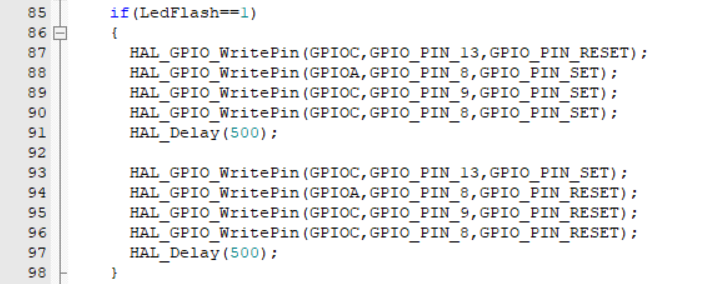 85 if(LedFlash==1)
86 {
87 HAL_GPIO_WritePin(GPIOC,GPIO_PIN_13,GPIO_PIN_RESET);
88 HAL_GPIO_WritePin(GPIOA,GPIO_PIN_8,GPIO_PIN_SET);
89 HAL_GPIO_WritePin(GPIOC,GPIO_PIN_9,GPIO_PIN_SET);
90 HAL_GPIO_WritePin(GPIOC,GPIO_PIN_8,GPIO_PIN_SET);
91 HAL_Delay(500);
92
93 HAL_GPIO_WritePin(GPIOC,GPIO_PIN_13,GPIO_PIN_SET);
94 HAL_GPIO_WritePin(GPIOA,GPIO_PIN_8,GPIO_PIN_RESET);
95 HAL_GPIO_WritePin(GPIOC,GPIO_PIN_9,GPIO_PIN_RESET);
96 HAL_GPIO_WritePin(GPIOC,GPIO_PIN_8,GPIO_PIN_RESET);
97 HAL_Delay(500);
98 }